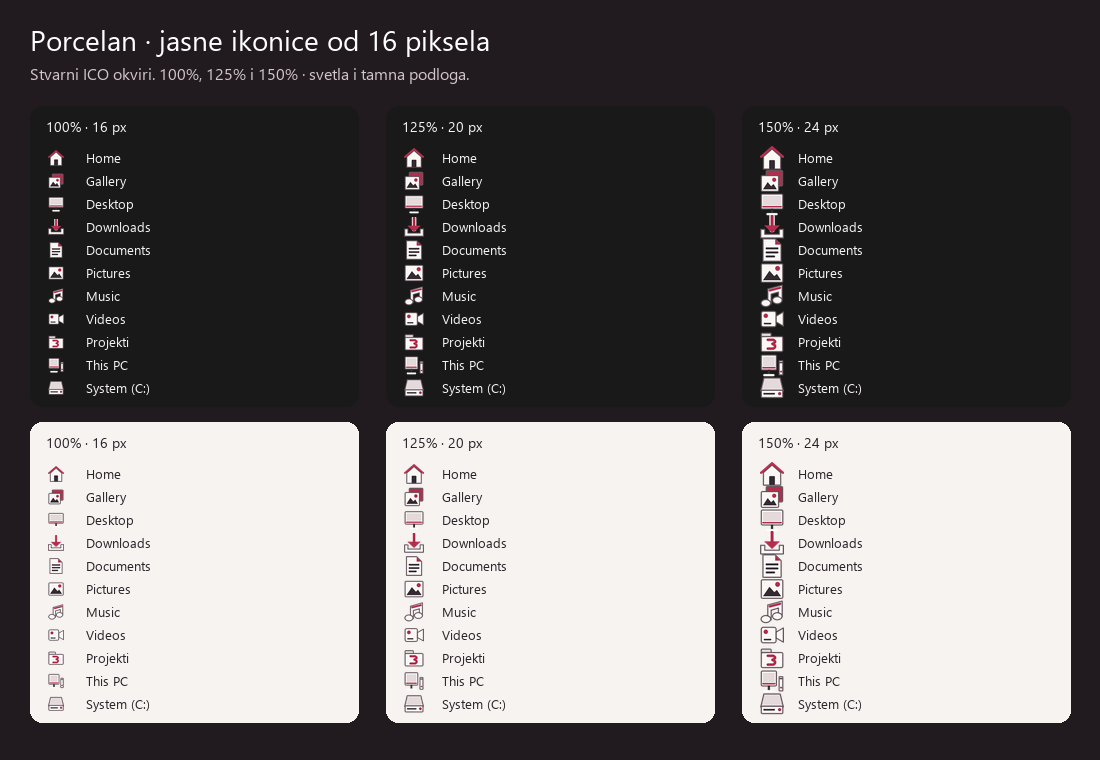 Porcelan · jasne ikonice od 16 piksela
Stvarni ICO okviri. 100%, 125% i 150% · svetla i tamna podloga.
100% · 16 px
Home
Gallery
Desktop
Downloads
Documents
Pictures
Music
Videos
Projekti
This PC
System (C:)
125% · 20 px
Home
Gallery
Desktop
Downloads
Documents
Pictures
Music
Videos
Projekti
This PC
System (C:)
150% · 24 px
Home
Gallery
Desktop
Downloads
Documents
Pictures
Music
Videos
Projekti
This PC
System (C:)
100% · 16 px
Home
Gallery
Desktop
Downloads
Documents
Pictures
Music
Videos
Projekti
This PC
System (C:)
125% · 20 px
Home
Gallery
Desktop
Downloads
Documents
Pictures
Music
Videos
Projekti
This PC
System (C:)
150% · 24 px
Home
Gallery
Desktop
Downloads
Documents
Pictures
Music
Videos
Projekti
This PC
System (C:)